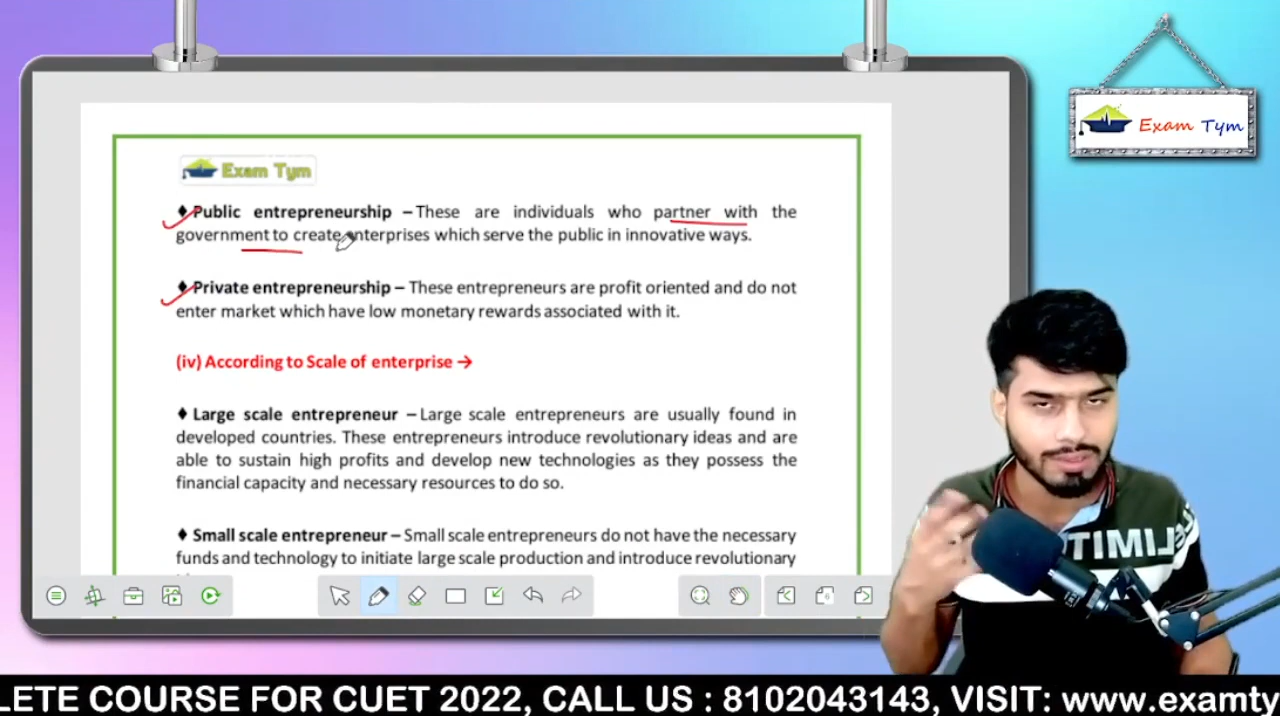 Exam Tym
Exam Tym
♦ Public entrepreneurship – These are individuals who partner with the
government to create enterprises which serve the public in innovative ways.
♦ Private entrepreneurship – These entrepreneurs are profit oriented and do not
enter market which have low monetary rewards associated with it.
(iv) According to Scale of enterprise →
♦ Large scale entrepreneur – Large scale entrepreneurs are usually found in
developed countries. These entrepreneurs introduce revolutionary ideas and are
able to sustain high profits and develop new technologies as they possess the
financial capacity and necessary resources to do so.
♦ Small scale entrepreneur – Small scale entrepreneurs do not have the necessary
funds and technology to initiate large scale production and introduce revolutionary
LETE COURSE FOR CUET 2022, CALL US : 8102043143, VISIT: www.examty